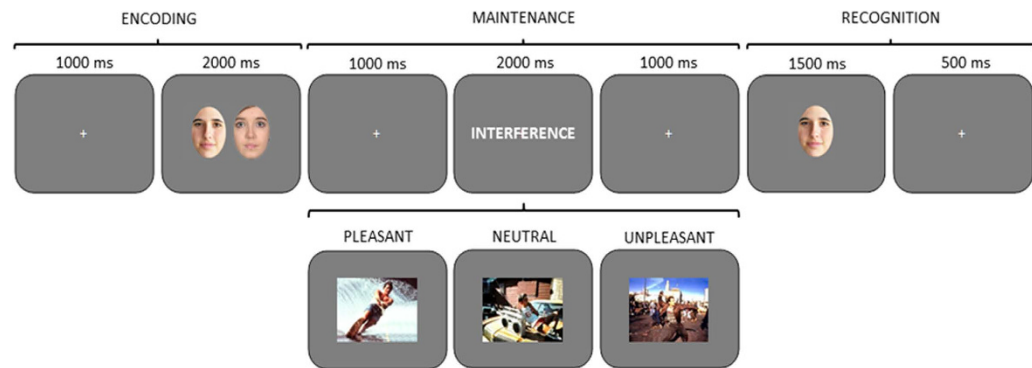 ENCODING MAINTENANCE RECOGNITION
1000 ms 2000 ms 1000 ms 2000 ms 1000 ms 1500 ms 500 ms
+ + INTERFERENCE + +
PLEASANT NEUTRAL UNPLEASANT